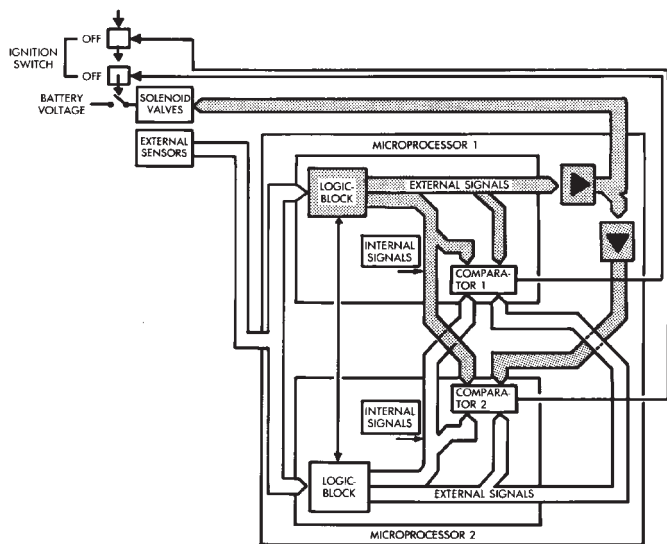 OFF
IGNITION
SWITCH
OFF
BATTERY
VOLTAGE
SOLENOID
VALVES
EXTERNAL
SENSORS
MICROPROCESSOR 1
LOGIC-
BLOCK
EXTERNAL SIGNALS
INTERNAL
SIGNALS
COMPARA-
TOR 1
COMPARA-
TOR 2
INTERNAL
SIGNALS
LOGIC-
BLOCK
EXTERNAL SIGNALS
MICROPROCESSOR 2